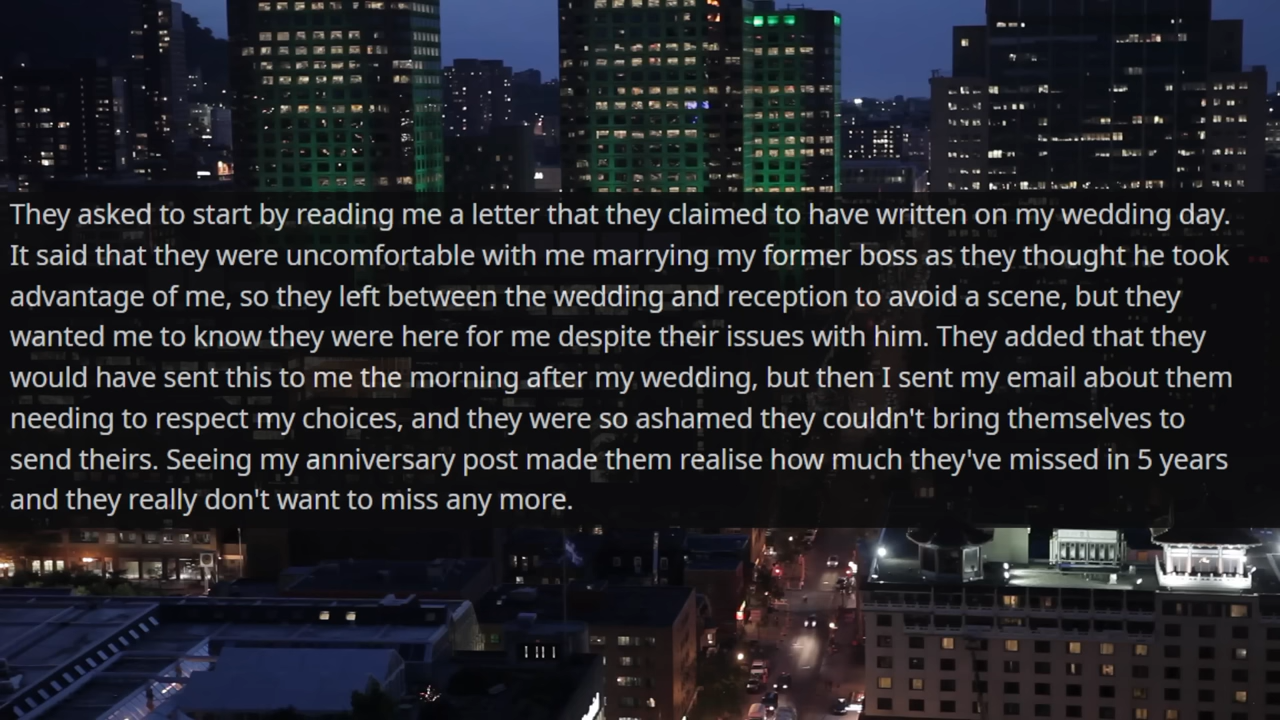 They asked to start by reading me a letter that they claimed to have written on my wedding day.
It said that they were uncomfortable with me marrying my former boss as they thought he took
advantage of me, so they left between the wedding and reception to avoid a scene, but they
wanted me to know they were here for me despite their issues with him. They added that they
would have sent this to me the morning after my wedding, but then I sent my email about them
needing to respect my choices, and they were so ashamed they couldn't bring themselves to
send theirs. Seeing my anniversary post made them realise how much they've missed in 5 years
and they really don't want to miss any more.